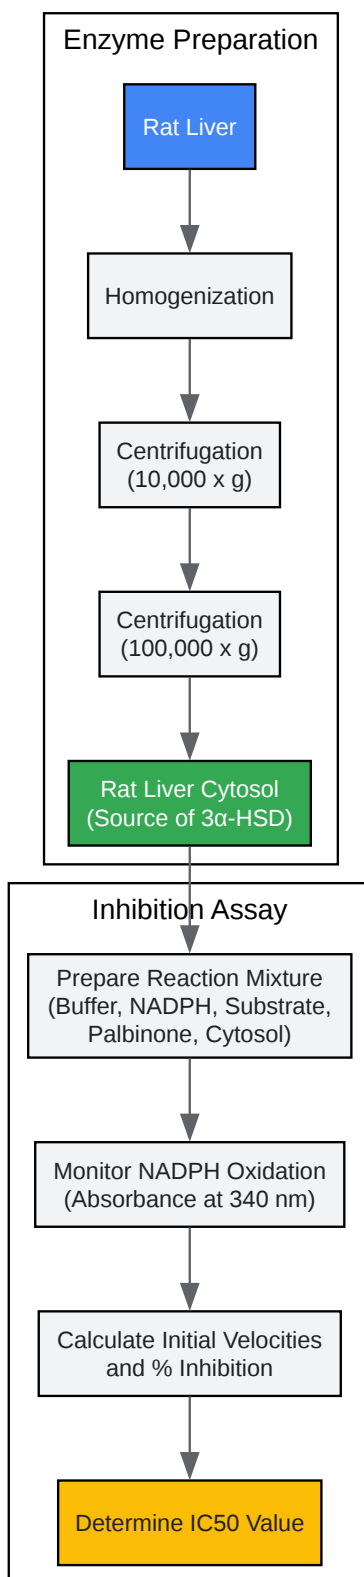 Enzyme Preparation
Rat Liver
Homogenization
Centrifugation
(10,000 x g)
Centrifugation
(100,000 x g)
Rat Liver Cytosol
(Source of 3α-HSD)
Inhibition Assay
Prepare Reaction Mixture
(Buffer, NADPH, Substrate,
Palbinone, Cytosol)
Monitor NADPH Oxidation
(Absorbance at 340 nm)
Calculate Initial Velocities
and % Inhibition
Determine IC50 Value